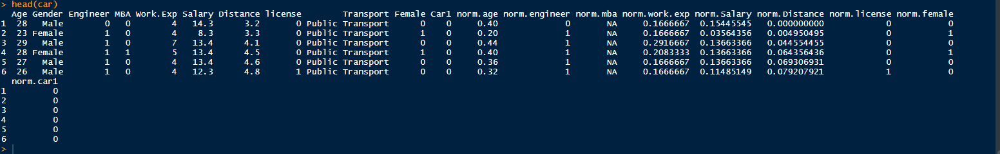 > head(car)
  Age Gender Engineer MBA Work.Exp Salary Distance license        Transport Female Car1 norm.age norm.engineer norm.mba norm.work.exp norm.Salary norm.Distance norm.license norm.female
1  28   Male        0   0        4   14.3      3.2       0 Public Transport      0    0     0.40             0       NA     0.1666667  0.15445545   0.000000000            0           0
2  23 Female        1   0        4    8.3      3.3       0 Public Transport      1    0     0.20             1       NA     0.1666667  0.03564356   0.004950495            0           1
3  29   Male        1   0        7   13.4      4.1       0 Public Transport      0    0     0.44             1       NA     0.2916667  0.13663366   0.044554455            0           0
4  28 Female        1   1        5   13.4      4.5       0 Public Transport      1    0     0.40             1       NA     0.2083333  0.13663366   0.064356436            0           1
5  27   Male        1   0        4   13.4      4.6       0 Public Transport      0    0     0.36             1       NA     0.1666667  0.13663366   0.069306931            0           0
6  26   Male        1   0        4   12.3      4.8       1 Public Transport      0    0     0.32             1       NA     0.1666667  0.11485149   0.079207921            1           0
  norm.car1
1         0
2         0
3         0
4         0
5         0
6         0
>